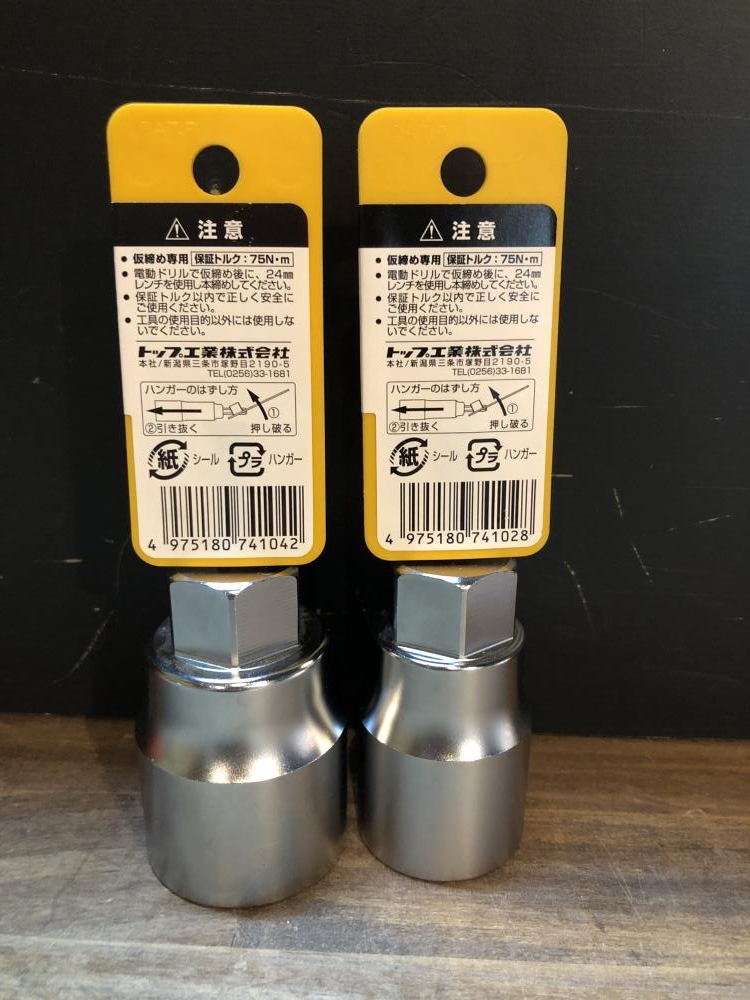 注意
• 仮締め専用 保証トルク:75N・m
• 電動ドリルで仮締め後に、24㎜
レンチを使用し本締めしてください。
• 保証トルク以内で正しく安全に
ご使用ください。
• 工具の使用目的以外には使用しな
いでください。
トップ工業株式会社
本社/新潟県三条市塚野目2190-5
TEL(0256)33-1681
ハンガーのはずし方
①
②引き抜く 押し破る
紙 シール プラ ハンガー
4 975180 741042
注意
• 仮締め専用 保証トルク:75N・m
• 電動ドリルで仮締め後に、24㎜
レンチを使用し本締めしてください。
• 保証トルク以内で正しく安全に
ご使用ください。
• 工具の使用目的以外には使用しな
いでください。
トップ工業株式会社
本社/新潟県三条市塚野目2190-5
TEL(0256)33-1681
ハンガーのはずし方
①
②引き抜く 押し破る
紙 シール プラ ハンガー
4 975180 741028